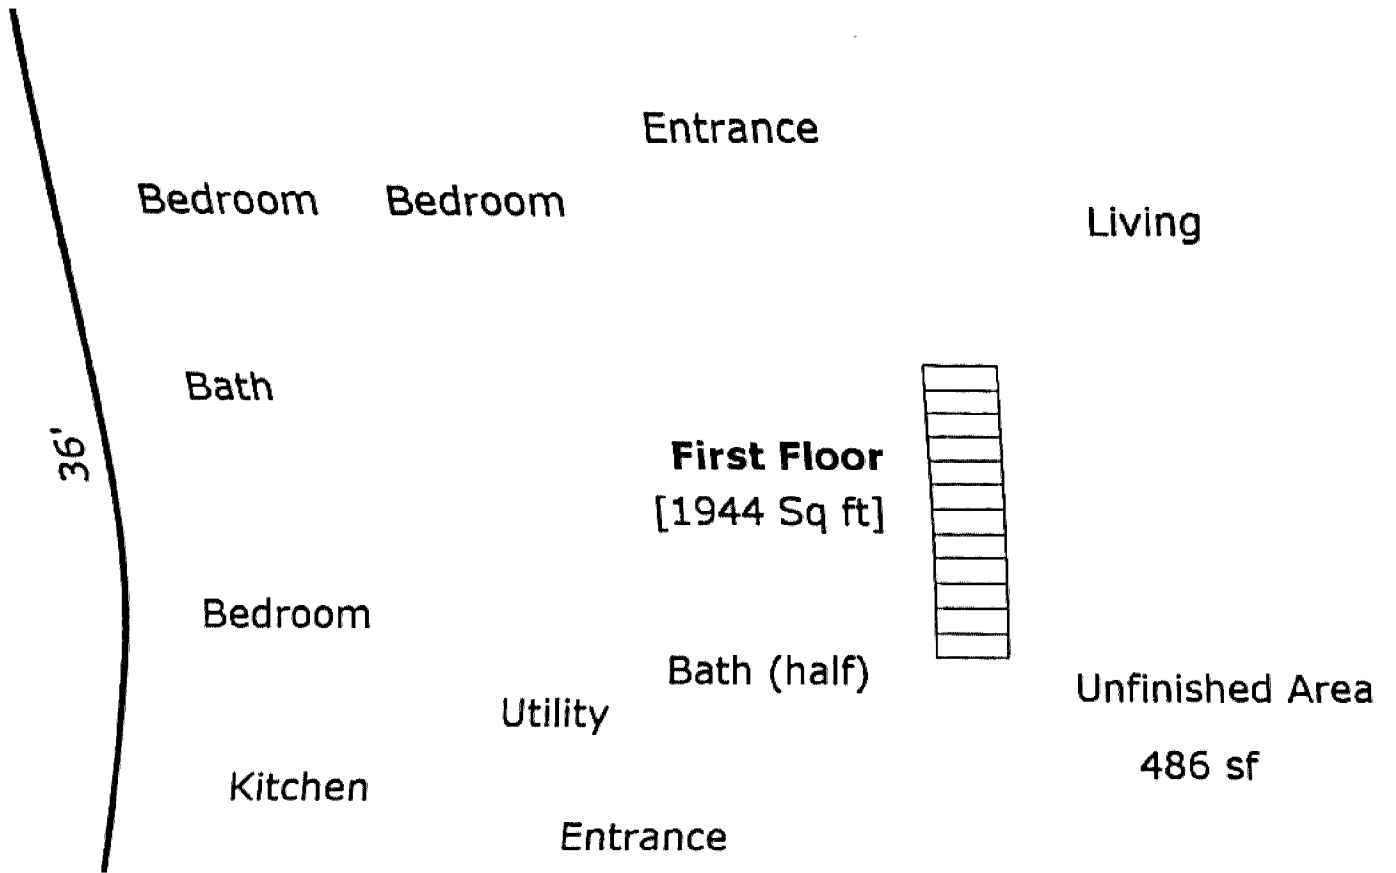 Entrance
Bedroom
Bedroom
Living
Bath
36'
First Floor
[1944 Sq ft]
Bedroom
Bath (half)
Unfinished Area
486 sf
Utility
Kitchen
Entrance